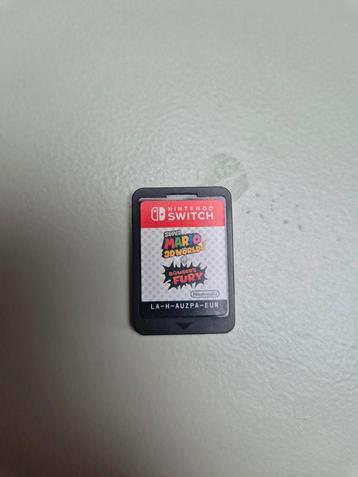 NINTENDO
SWITCH
SUPER
MARIO
3D WORLD
+
BOWSER'S
FURY
Nintendo
LA-H-AUZPA-EUR